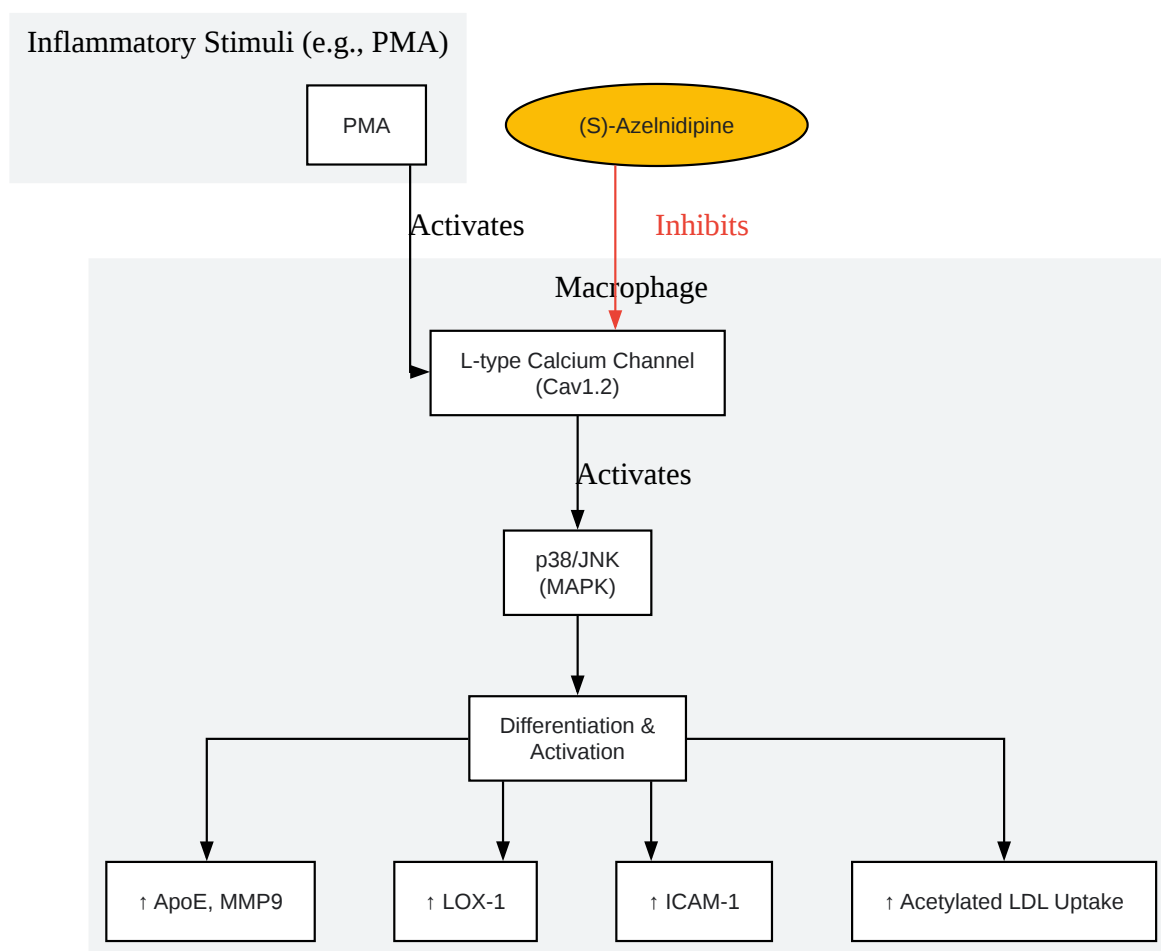 Inflammatory Stimuli (e.g., PMA)
PMA
(S)-Azelnidipine
Activates
Inhibits
Macrophage
L-type Calcium Channel
(Cav1.2)
Activates
p38/JNK
(MAPK)
Differentiation &
Activation
↑ ApoE, MMP9
↑ LOX-1
↑ ICAM-1
↑ Acetylated LDL Uptake